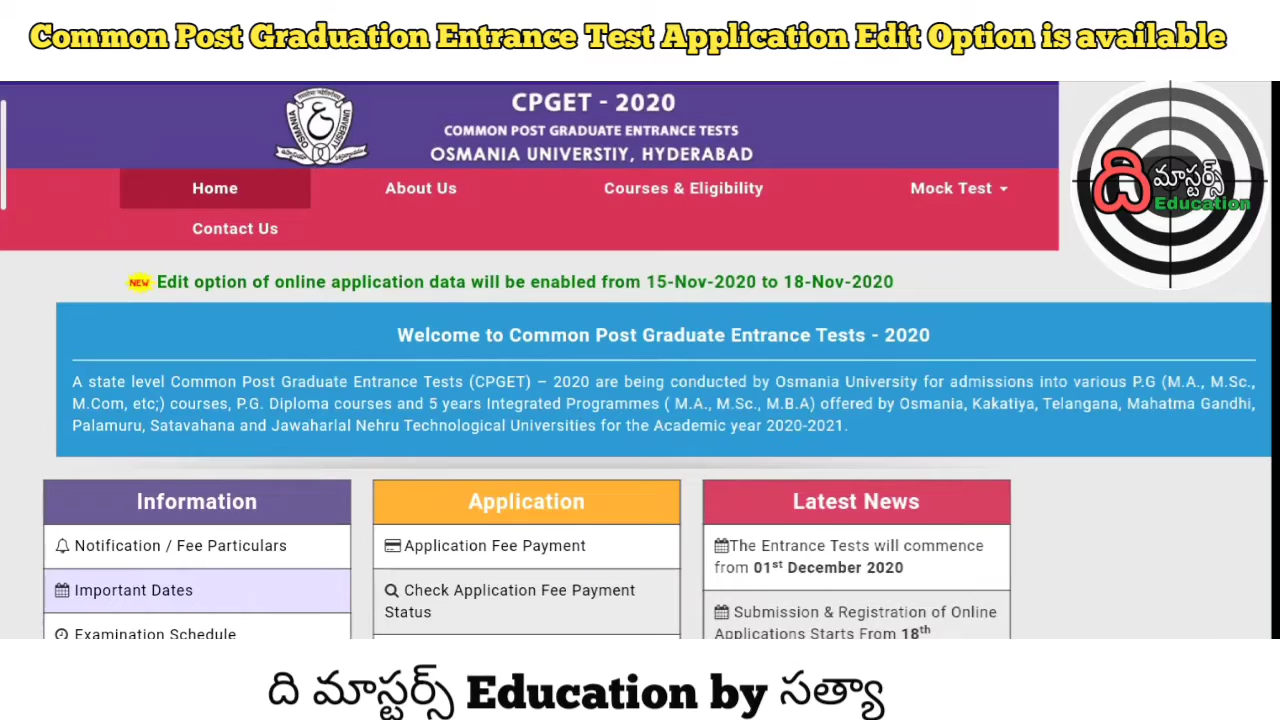 Common Post Graduation Entrance Test Application Edit Option is available
CPGET - 2020
COMMON POST GRADUATE ENTRANCE TESTS
OSMANIA UNIVERSTIY, HYDERABAD
Home
About Us
Courses & Eligibility
Mock Test
Contact Us
ది మాస్టర్స్
Education
NEW Edit option of online application data will be enabled from 15-Nov-2020 to 18-Nov-2020
Welcome to Common Post Graduate Entrance Tests - 2020
A state level Common Post Graduate Entrance Tests (CPGET) – 2020 are being conducted by Osmania University for admissions into various P.G (M.A., M.Sc.,
M.Com, etc;) courses, P.G. Diploma courses and 5 years Integrated Programmes ( M.A., M.Sc., M.B.A) offered by Osmania, Kakatiya, Telangana, Mahatma Gandhi,
Palamuru, Satavahana and Jawaharlal Nehru Technological Universities for the Academic year 2020-2021.
Information
Notification / Fee Particulars
Important Dates
Examination Schedule
Application
Application Fee Payment
Check Application Fee Payment
Status
Latest News
The Entrance Tests will commence
from 01st December 2020
Submission & Registration of Online
Applications Starts From 18th
ది మాస్టర్స్ Education by సత్యా